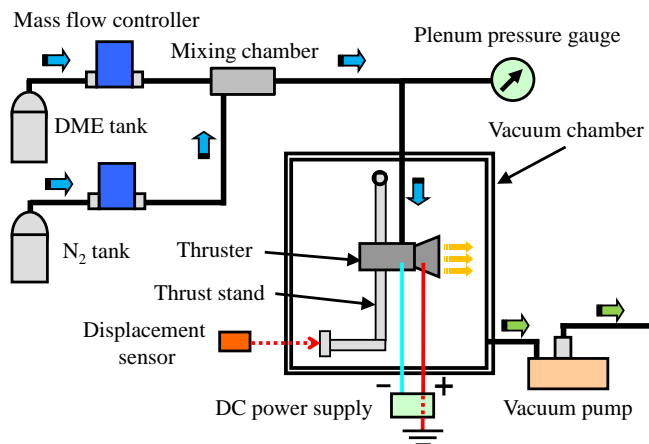 Mass flow controller
Mixing chamber
Plenum pressure gauge
DME tank
Vacuum chamber
N₂ tank
Thruster
Thrust stand
Displacement
sensor
− +
DC power supply
Vacuum pump